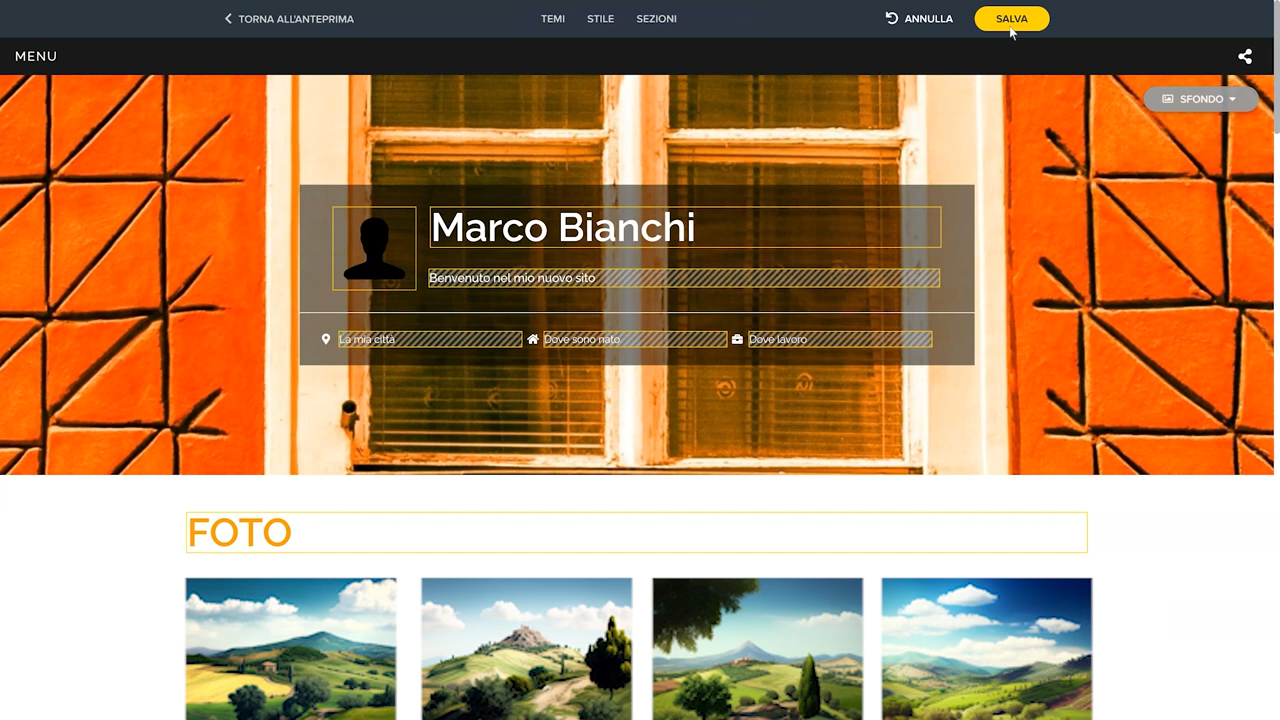 TORNA ALL'ANTEPRIMA
TEMI
STILE
SEZIONI
ANNULLA
SALVA
MENU
SFONDO
Marco Bianchi
Benvenuto nel mio nuovo sito
La mia città
Dove sono nato
Dove lavoro
FOTO